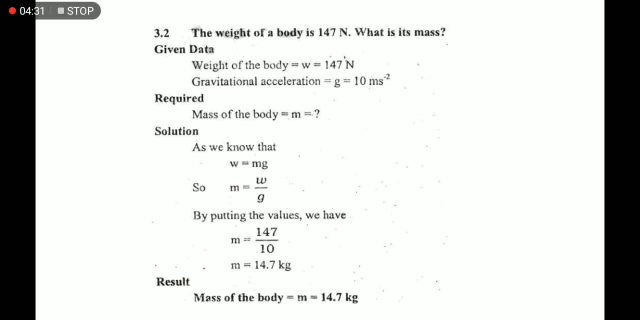 04:31 STOP
3.2 The weight of a body is 147 N. What is its mass?
Given Data
Weight of the body = w = 147 N
Gravitational acceleration = g = 10 ms⁻²
Required
Mass of the body = m = ?
Solution
As we know that
w = mg
So m = w/g
By putting the values, we have
m = 147/10
m = 14.7 kg
Result
Mass of the body = m = 14.7 kg